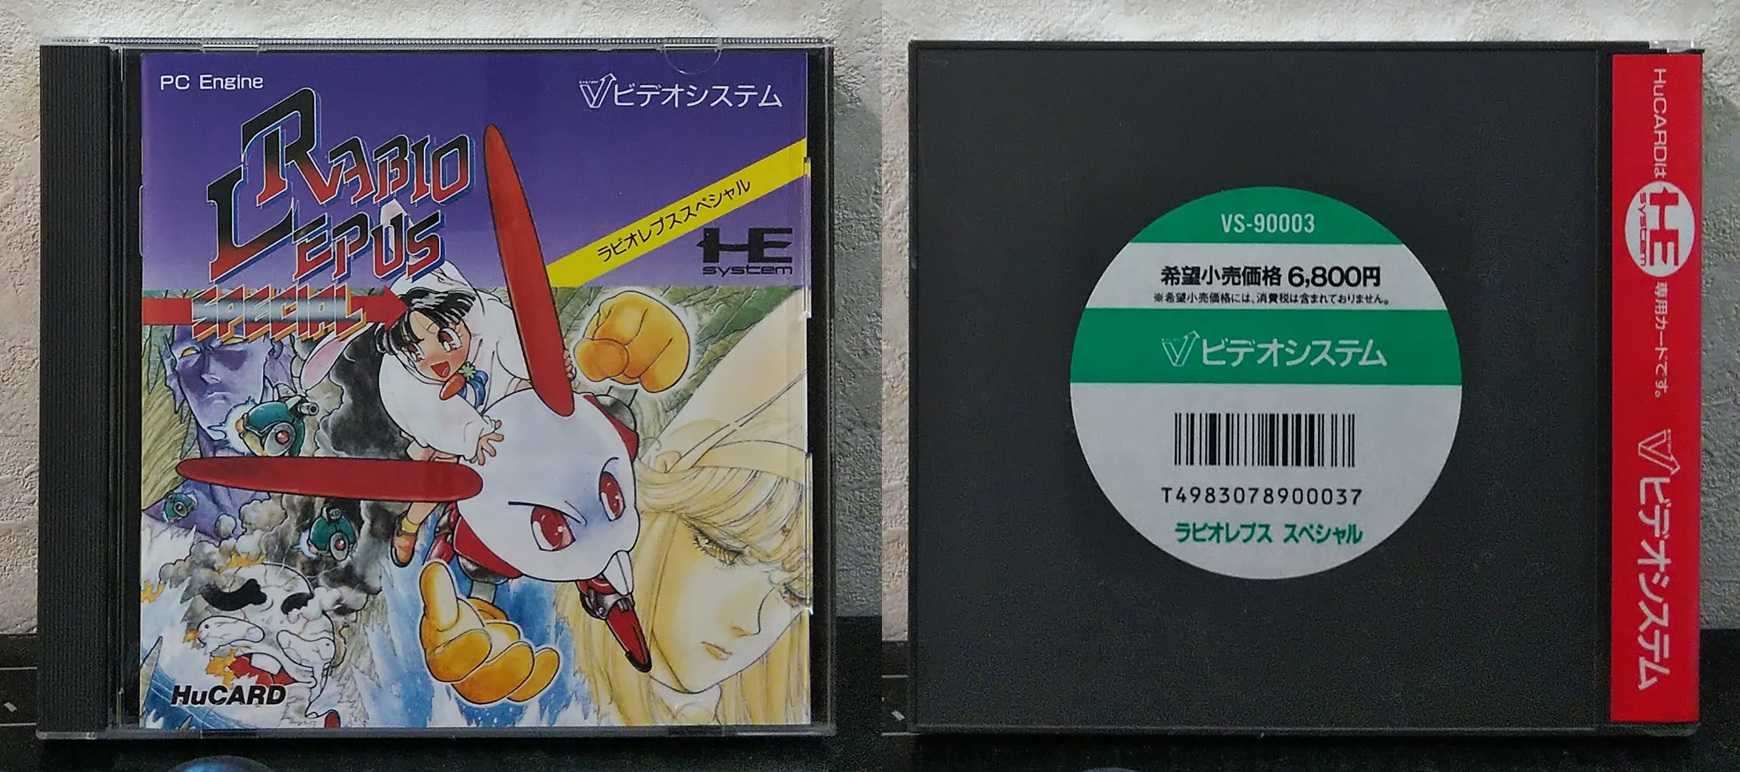 PC Engine
ビデオシステム
RABIO
LEPUS
SPECIAL
ラビオレプススペシャル
HE
system
HuCARD
VS-90003
希望小売価格 6,800円
※希望小売価格には、消費税は含まれておりません。
ビデオシステム
T4983078900037
ラビオレプス スペシャル
HuCARDは HE system 専用カードです。
ビデオシステム